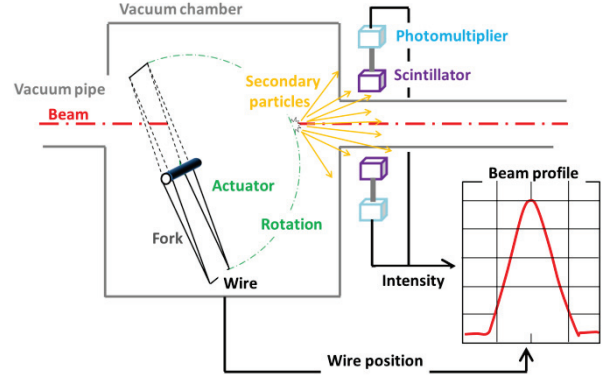 Vacuum chamber
Photomultiplier
Vacuum pipe
Secondary
particles
Scintillator
Beam
Actuator
Beam profile
Rotation
Fork
Wire
Intensity
Wire position